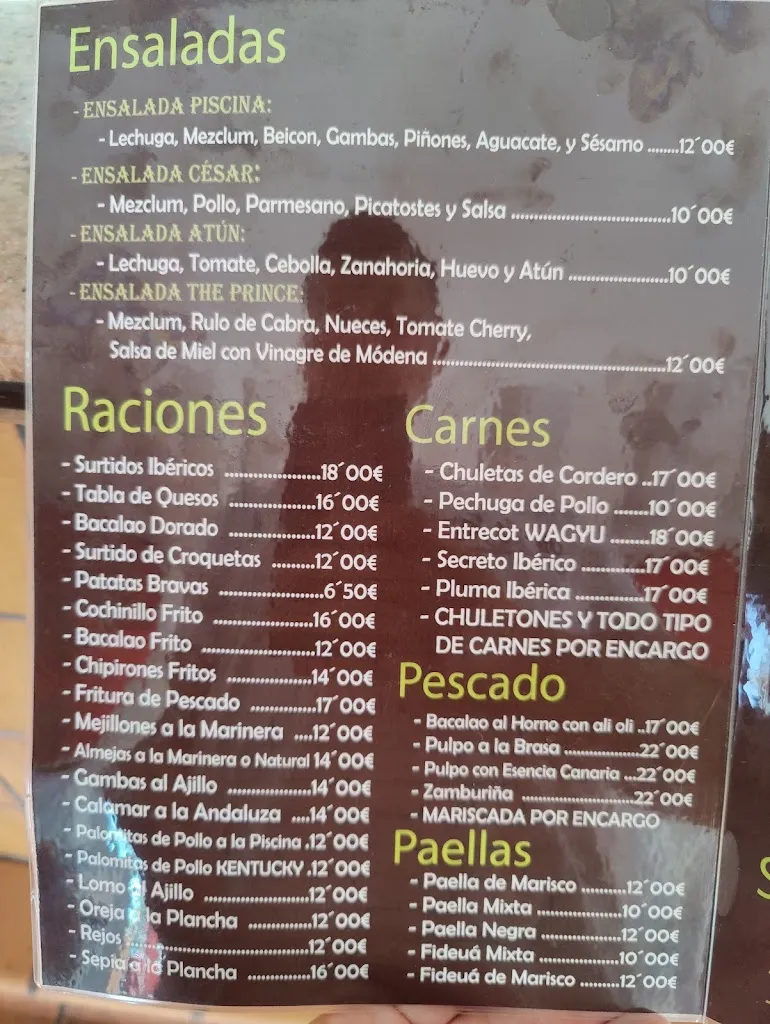 Ensaladas
- ENSALADA PISCINA:
- Lechuga, Mezclum, Beicon, Gambas, Piñones, Aguacate, y Sésamo ........12´00€
- ENSALADA CÉSAR:
- Mezclum, Pollo, Parmesano, Picatostes y Salsa ....................................10´00€
- ENSALADA ATÚN:
- Lechuga, Tomate, Cebolla, Zanahoria, Huevo y Atún ......................10´00€
- ENSALADA THE PRINCE:
- Mezclum, Rulo de Cabra, Nueces, Tomate Cherry,
Salsa de Miel con Vinagre de Módena ....................................................12´00€
Raciones
- Surtidos Ibéricos .....................18´00€
- Tabla de Quesos .....................16´00€
- Bacalao Dorado ...................12´00€
- Surtido de Croquetas .........12´00€
- Patatas Bravas .......................6´50€
- Cochinillo Frito ......................16´00€
- Bacalao Frito .........................12´00€
- Chipirones Fritos ...................14´00€
- Fritura de Pescado ..............17´00€
- Mejillones a la Marinera ....12´00€
- Almejas a la Marinera o Natural 14´00€
- Gambas al Ajillo ...................14´00€
- Calamar a la Andaluza ....14´00€
- Palomitas de Pollo a la Piscina .12´00€
- Palomitas de Pollo KENTUCKY .12´00€
- Lomo al Ajillo .......................12´00€
- Oreja a la Plancha ..............12´00€
- Rejos ........................................12´00€
- Sepia a la Plancha ..............16´00€
Carnes
- Chuletas de Cordero ..17´00€
- Pechuga de Pollo ........10´00€
- Entrecot WAGYU .........18´00€
- Secreto Ibérico ..............17´00€
- Pluma Ibérica ................17´00€
- CHULETONES Y TODO TIPO
DE CARNES POR ENCARGO
Pescado
- Bacalao al Horno con ali oli ..17´00€
- Pulpo a la Brasa ..................22´00€
- Pulpo con Esencia Canaria ...22´00€
- Zamburiña ...........................22´00€
- MARISCADA POR ENCARGO
Paellas
- Paella de Marisco ..........12´00€
- Paella Mixta ...................10´00€
- Paella Negra ...................12´00€
- Fideuá Mixta ...................10´00€
- Fideuá de Marisco .........12´00€